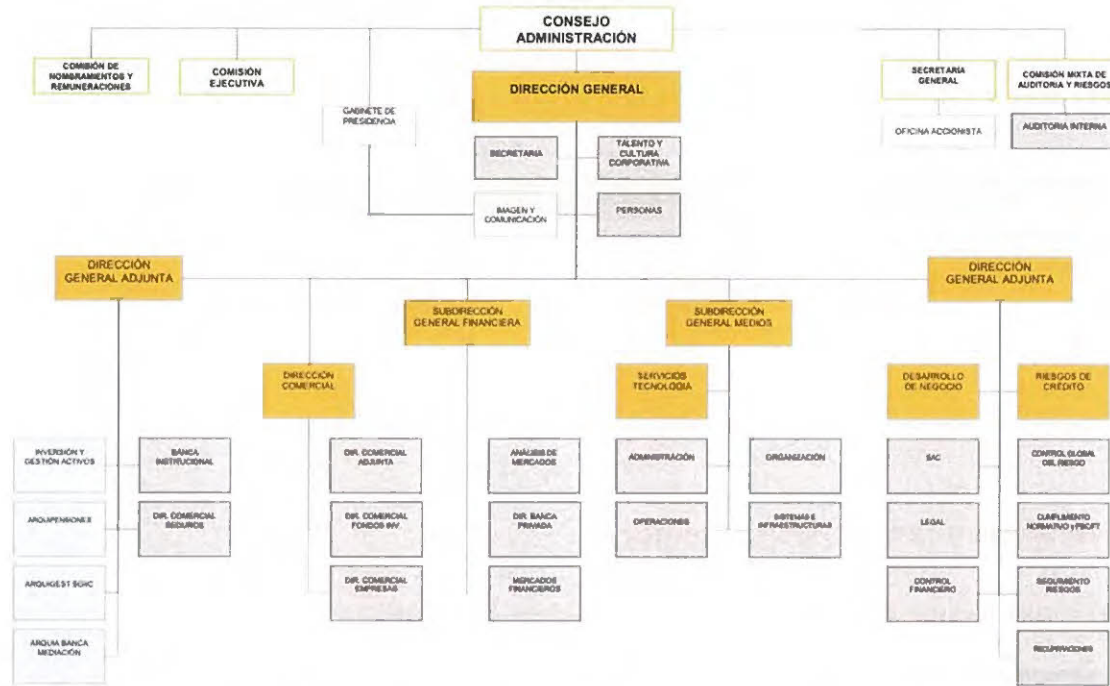 CONSEJO
ADMINISTRACIÓN
COMISIÓN DE
NOMBRAMIENTOS Y
REMUNERACIONES
COMISIÓN
EJECUTIVA
SECRETARÍA
GENERAL
COMISIÓN MIXTA DE
AUDITORIA Y RIESGOS
DIRECCIÓN GENERAL
GABINETE DE
PRESIDENCIA
OFICINA ACCIONISTA
AUDITORIA INTERNA
SECRETARIA
TALENTO Y
CULTURA
CORPORATIVA
IMAGEN Y
COMUNICACIÓN
PERSONAS
DIRECCIÓN
GENERAL ADJUNTA
DIRECCIÓN
GENERAL ADJUNTA
SUBDIRECCIÓN
GENERAL FINANCIERA
SUBDIRECCIÓN
GENERAL MEDIOS
DIRECCIÓN
COMERCIAL
SERVICIOS
TECNOLOGIA
DESARROLLO
DE NEGOCIO
RIESGOS DE
CRÉDITO
INVERSIÓN Y
GESTIÓN ACTIVOS
BANCA
INSTITUCIONAL
DIR. COMERCIAL
ADJUNTA
ANÁLISIS DE
MERCADOS
ADMINISTRACIÓN
ORGANIZACIÓN
SAC
CONTROL GLOBAL
DEL RIESGO
ARQUIPENSIONES
DIR. COMERCIAL
SEGUROS
DIR. COMERCIAL
FONDOS INV.
DIR. BANCA
PRIVADA
OPERACIONES
SISTEMAS E
INFRAESTRUCTURAS
LEGAL
CUMPLIMIENTO
NORMATIVO y PBC/FT
ARQUIGEST SGIIC
DIR. COMERCIAL
EMPRESAS
MERCADOS
FINANCIEROS
CONTROL
FINANCIERO
SEGUIMIENTO
RIESGOS
ARQUIA BANCA
MEDIACIÓN
RECUPERACIONES